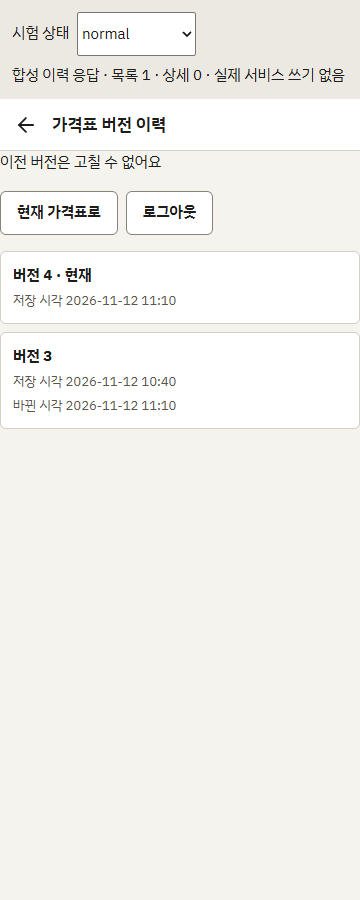 시험 상태 normal
합성 이력 응답 · 목록 1 · 상세 0 · 실제 서비스 쓰기 없음
가격표 버전 이력
이전 버전은 고칠 수 없어요
현재 가격표로 로그아웃
버전 4 · 현재
저장 시각 2026-11-12 11:10
버전 3
저장 시각 2026-11-12 10:40
바뀐 시각 2026-11-12 11:10